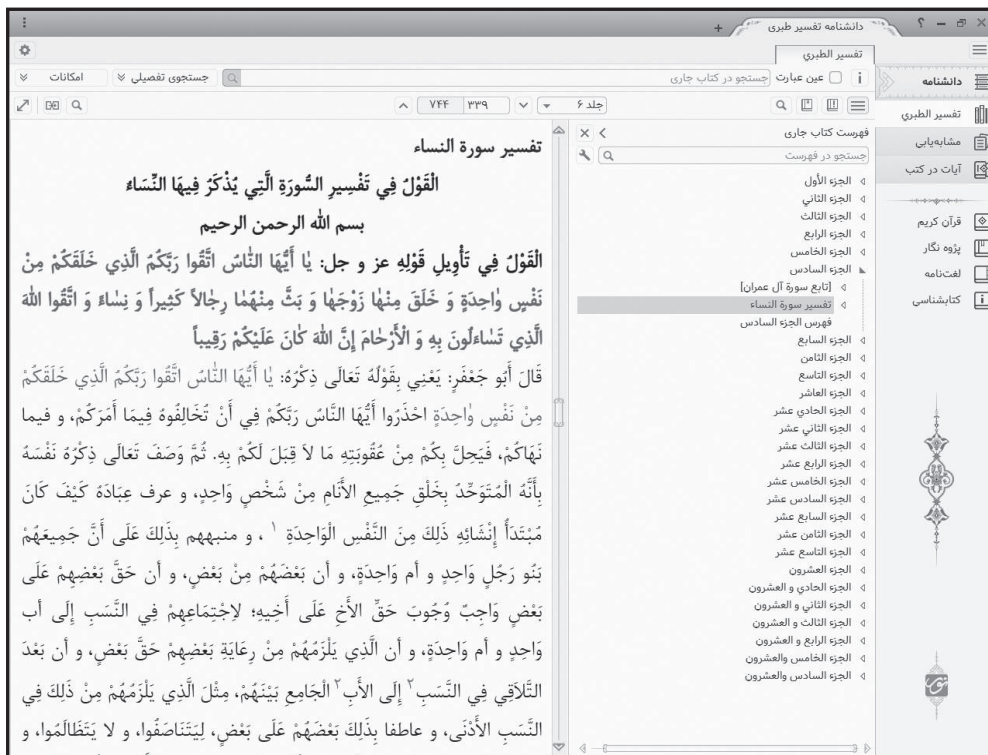 دانشنامه تفسیر طبری
تفسیر الطبري
عین عبارت
جستجو در کتاب جاری
جستجوی تفصیلی
امکانات
دانشنامه
تفسیر الطبري
مشابه‌یابی
آیات در کتب
قرآن کریم
پژوه نگار
لغت‌نامه
کتابشناسی
جلد ۶
۳۳۹
۷۴۴
فهرست کتاب جاری
جستجو در فهرست
الجزء الأول
الجزء الثاني
الجزء الثالث
الجزء الرابع
الجزء الخامس
الجزء السادس
[تابع سورة آل عمران]
تفسير سورة النساء
فهرس الجزء السادس
الجزء السابع
الجزء الثامن
الجزء التاسع
الجزء العاشر
الجزء الحادي عشر
الجزء الثاني عشر
الجزء الثالث عشر
الجزء الرابع عشر
الجزء الخامس عشر
الجزء السادس عشر
الجزء السابع عشر
الجزء الثامن عشر
الجزء التاسع عشر
الجزء العشرون
الجزء الحادي و العشرون
الجزء الثاني و العشرون
الجزء الثالث و العشرون
الجزء الرابع و العشرون
الجزء الخامس والعشرون
الجزء السادس والعشرون
تفسير سورة النساء
الْقَوْلُ فِي تَفْسِيرِ السُّورَةِ الَّتِي يُذْكَرُ فِيهَا النِّسَاءُ
بسم الله الرحمن الرحيم
الْقَوْلُ فِي تَأْوِيلِ قَوْلِهِ عز و جل: يٰا أَيُّهَا النّٰاسُ اتَّقُوا رَبَّكُمُ الَّذِي خَلَقَكُمْ مِنْ
نَفْسٍ وٰاحِدَةٍ وَ خَلَقَ مِنْهٰا زَوْجَهٰا وَ بَثَّ مِنْهُمٰا رِجٰالاً كَثِيراً وَ نِسٰاءً وَ اتَّقُوا اللّٰهَ
الَّذِي تَسٰاءَلُونَ بِهِ وَ الْأَرْحٰامَ إِنَّ اللّٰهَ كٰانَ عَلَيْكُمْ رَقِيباً
قَالَ أَبُو جَعْفَرٍ: يَعْنِي بِقَوْلُهُ تَعَالَى ذِكْرُهُ: يٰا أَيُّهَا النّٰاسُ اتَّقُوا رَبَّكُمُ الَّذِي خَلَقَكُمْ
مِنْ نَفْسٍ وٰاحِدَةٍ احْذَرُوا أَيُّهَا النَّاسُ رَبَّكُمْ فِي أَنْ تُخَالِفُوهُ فِيمَا أَمَرَكُمْ، و فيما
نَهَاكُمْ، فَيَحِلَّ بِكُمْ مِنْ عُقُوبَتِهِ مَا لاَ قِبَلَ لَكُمْ بِهِ. ثُمَّ وَصَفَ تَعَالَى ذِكْرُهُ نَفْسَهُ
بِأَنَّهُ الْمُتَوَحِّدُ بِخَلْقِ جَمِيعِ الأَنَامِ مِنْ شَخْصٍ وَاحِدٍ، و عرف عِبَادَهُ كَيْفَ كَانَ
مُبْتَدَأُ إِنْشَائِهِ ذَلِكَ مِنَ النَّفْسِ الْوَاحِدَةِ ١ ، و منبههم بِذَلِكَ عَلَى أَنَّ جَمِيعَهُمْ
بَنُو رَجُلٍ وَاحِدٍ و أم وَاحِدَةٍ، و أن بَعْضَهُمْ مِنْ بَعْضٍ، و أن حَقَّ بَعْضِهِمْ عَلَى
بَعْضٍ وَاجِبٌ وُجُوبَ حَقِّ الأَخِ عَلَى أَخِيهِ؛ لاِجْتِمَاعِهِمْ فِي النَّسَبِ إِلَى أب
وَاحِدٍ و أم وَاحِدَةٍ، و أن الَّذِي يَلْزَمُهُمْ مِنْ رِعَايَةِ بَعْضِهِمْ حَقَّ بَعْضٍ، و أن بَعْدَ
التَّلاَقِي فِي النَّسَبِ ٢ إِلَى الأَبِ ٢ الْجَامِعِ بَيْنَهُمْ، مِثْلَ الَّذِي يَلْزَمُهُمْ مِنْ ذَلِكَ فِي
النَّسَبِ الأَدْنَى، و عاطفا بِذَلِكَ بَعْضَهُمْ عَلَى بَعْضٍ، لِيَتَنَاصَفُوا، و لا يَتَظَالَمُوا، و